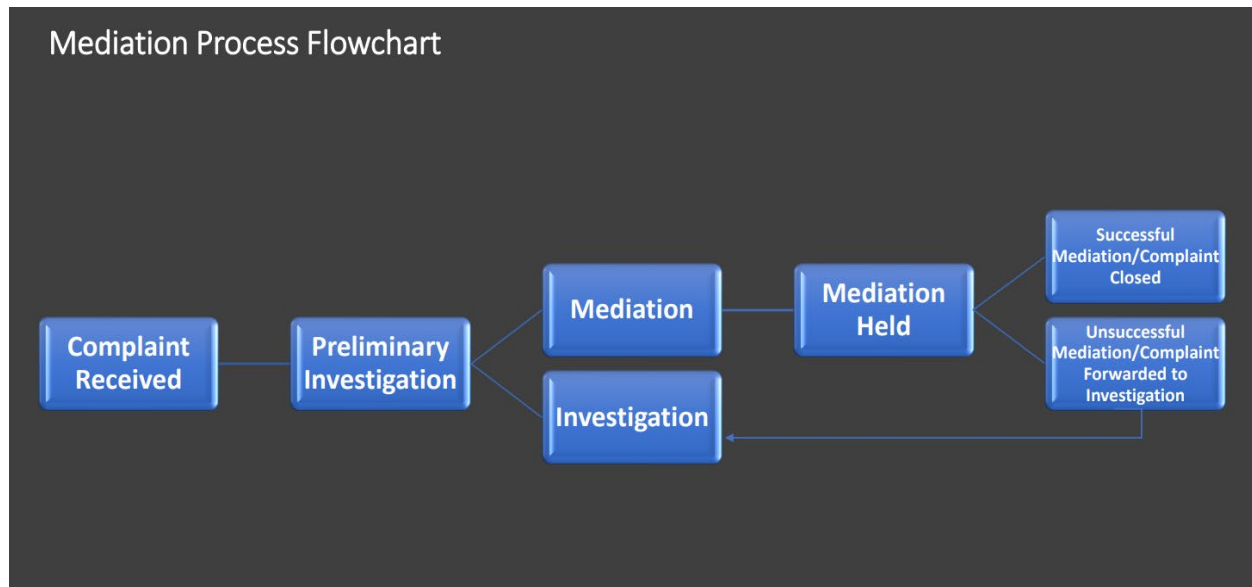 Mediation Process Flowchart
Complaint
Received
Preliminary
Investigation
Mediation
Investigation
Mediation
Held
Successful
Mediation/Complaint
Closed
Unsuccessful
Mediation/Complaint
Forwarded to
Investigation